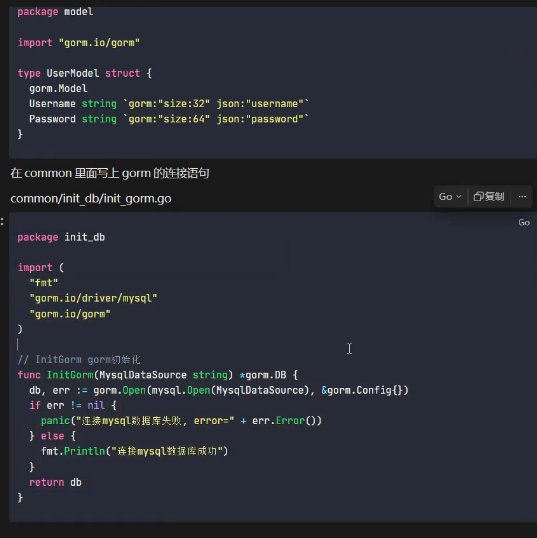 package model
import "gorm.io/gorm"
type UserModel struct {
  gorm.Model
  Username string `gorm:"size:32" json:"username"`
  Password string `gorm:"size:64" json:"password"`
}
在 common 里面写上 gorm 的连接语句
common/init_db/init_gorm.go
Go 复制 ···
Go
package init_db
import (
  "fmt"
  "gorm.io/driver/mysql"
  "gorm.io/gorm"
)
// InitGorm gorm初始化
func InitGorm(MysqlDataSource string) *gorm.DB {
  db, err := gorm.Open(mysql.Open(MysqlDataSource), &gorm.Config{})
  if err != nil {
    panic("连接mysql数据库失败, error=" + err.Error())
  } else {
    fmt.Println("连接mysql数据库成功")
  }
  return db
}